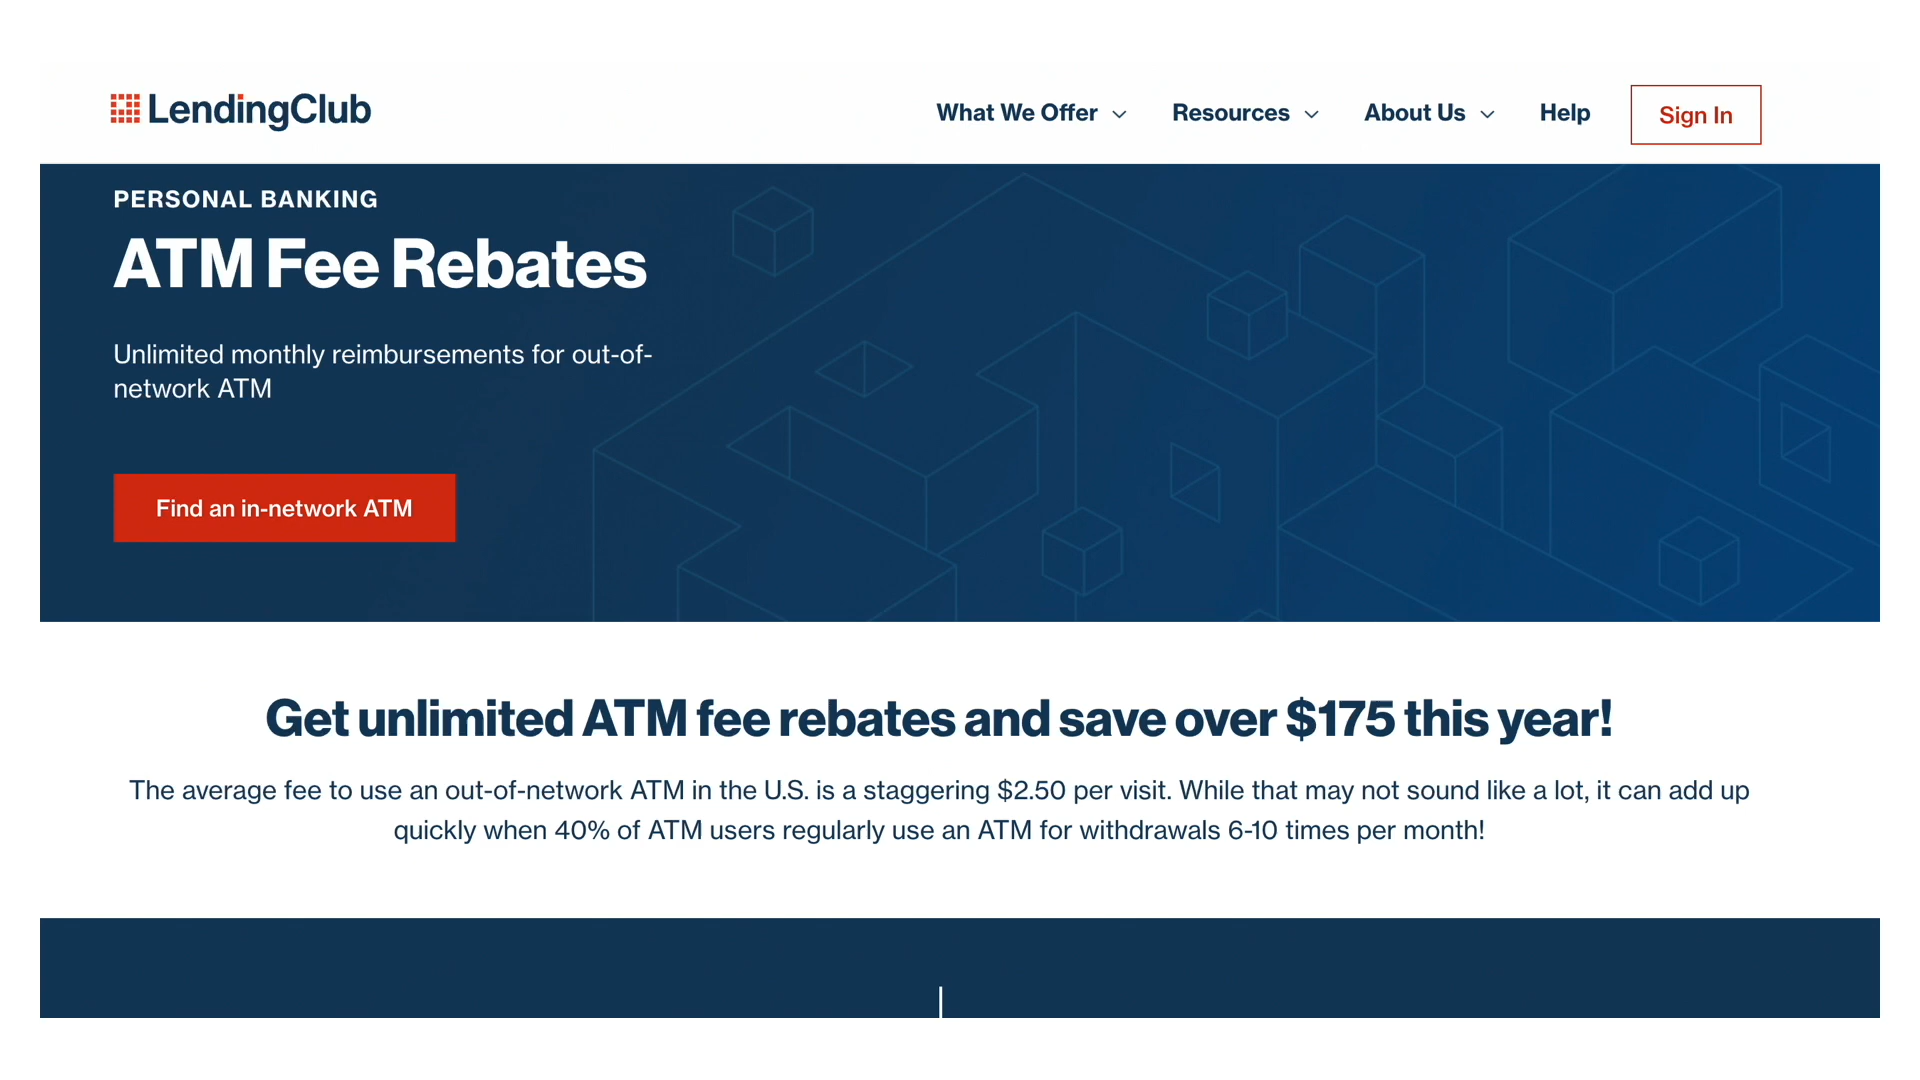 LendingClub
What We Offer
Resources
About Us
Help
Sign In
PERSONAL BANKING
ATM Fee Rebates
Unlimited monthly reimbursements for out-of-
network ATM
Find an in-network ATM
Get unlimited ATM fee rebates and save over $175 this year!
The average fee to use an out-of-network ATM in the U.S. is a staggering $2.50 per visit. While that may not sound like a lot, it can add up
quickly when 40% of ATM users regularly use an ATM for withdrawals 6-10 times per month!